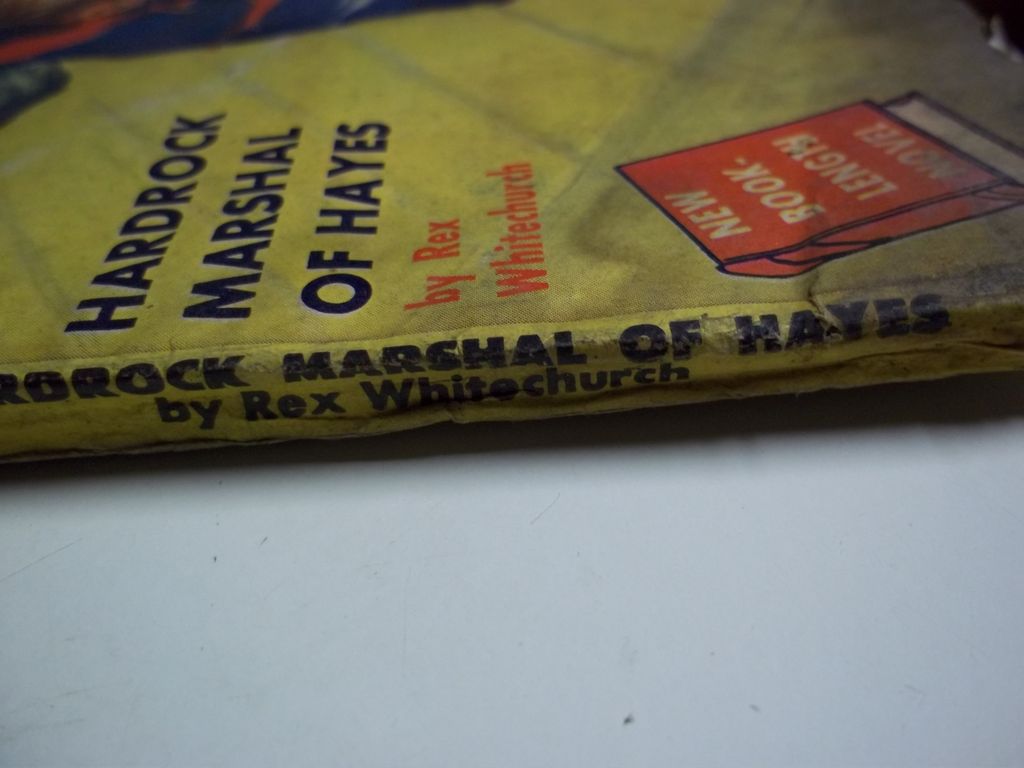 HARDROCK
MARSHAL
OF HAYES
by Rex
Whitechurch
NEW
BOOK-
LENGTH
NOVEL
RDROCK MARSHAL OF HAYES
by Rex Whitechurch